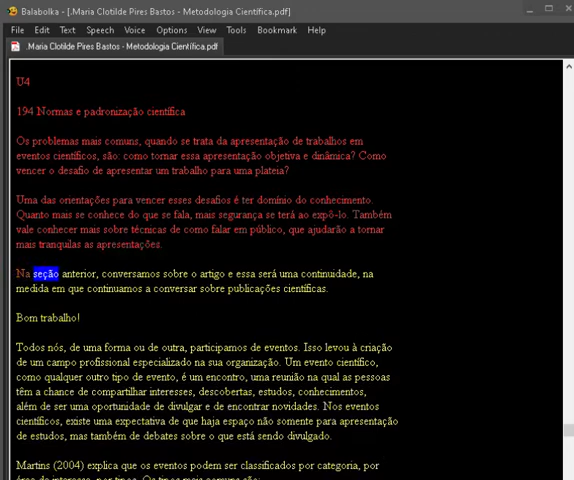 Balabolka - [.Maria Clotilde Pires Bastos - Metodologia Científica.pdf]
File Edit Text Speech Voice Options View Tools Bookmark Help
.Maria Clotilde Pires Bastos - Metodologia Científica.pdf
U4
194 Normas e padronização científica
Os problemas mais comuns, quando se trata da apresentação de trabalhos em
eventos científicos, são: como tornar essa apresentação objetiva e dinâmica? Como
vencer o desafio de apresentar um trabalho para uma plateia?
Uma das orientações para vencer esses desafios é ter domínio do conhecimento.
Quanto mais se conhece do que se fala, mais segurança se terá ao expô-lo. Também
vale conhecer mais sobre técnicas de como falar em público, que ajudarão a tornar
mais tranquilas as apresentações.
Na seção anterior, conversamos sobre o artigo e essa será uma continuidade, na
medida em que continuamos a conversar sobre publicações científicas.
Bom trabalho!
Todos nós, de uma forma ou de outra, participamos de eventos. Isso levou à criação
de um campo profissional especializado na sua organização. Um evento científico,
como qualquer outro tipo de evento, é um encontro, uma reunião na qual as pessoas
têm a chance de compartilhar interesses, descobertas, estudos, conhecimentos,
além de ser uma oportunidade de divulgar e de encontrar novidades. Nos eventos
científicos, existe uma expectativa de que haja espaço não somente para apresentação
de estudos, mas também de debates sobre o que está sendo divulgado.
Martins (2004) explica que os eventos podem ser classificados por categoria, por
área de interesse, por tipos. Os tipos mais comuns são: